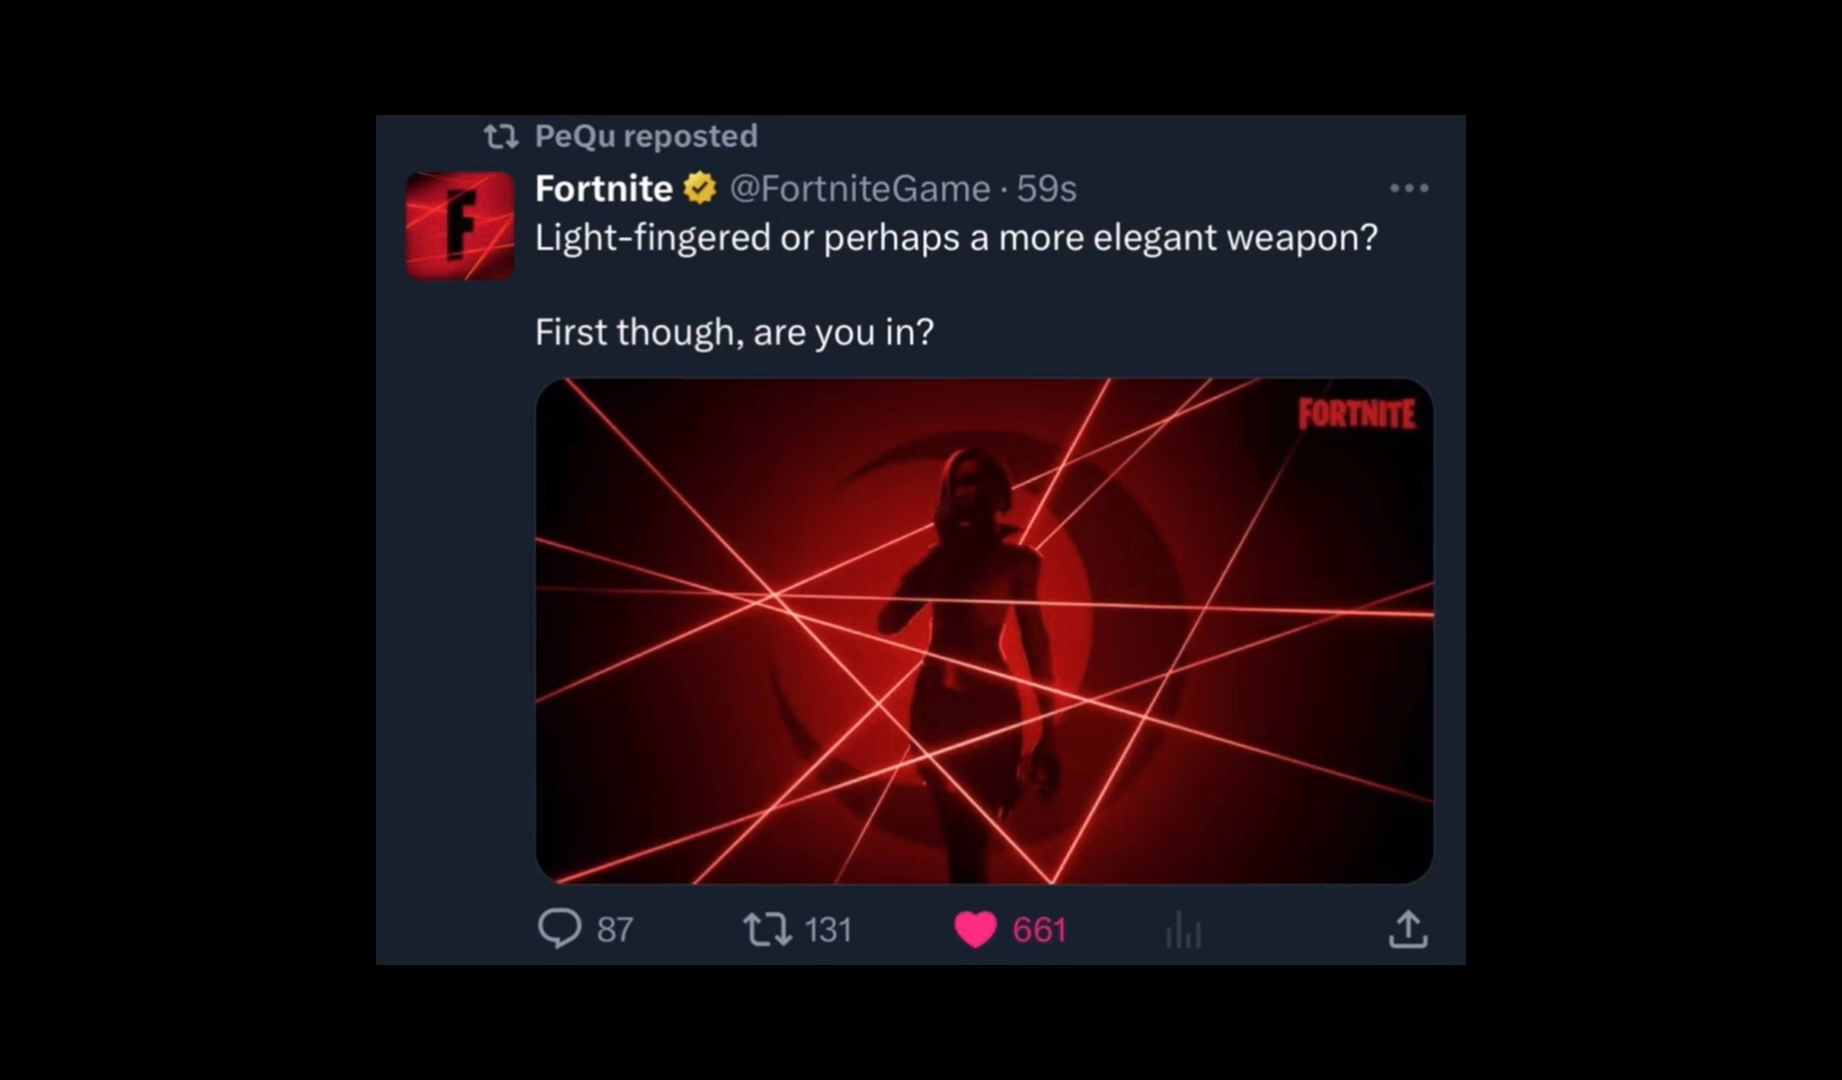 PeQu reposted
F
Fortnite @FortniteGame · 59s
Light-fingered or perhaps a more elegant weapon?
First though, are you in?
FORTNITE
87 131 661